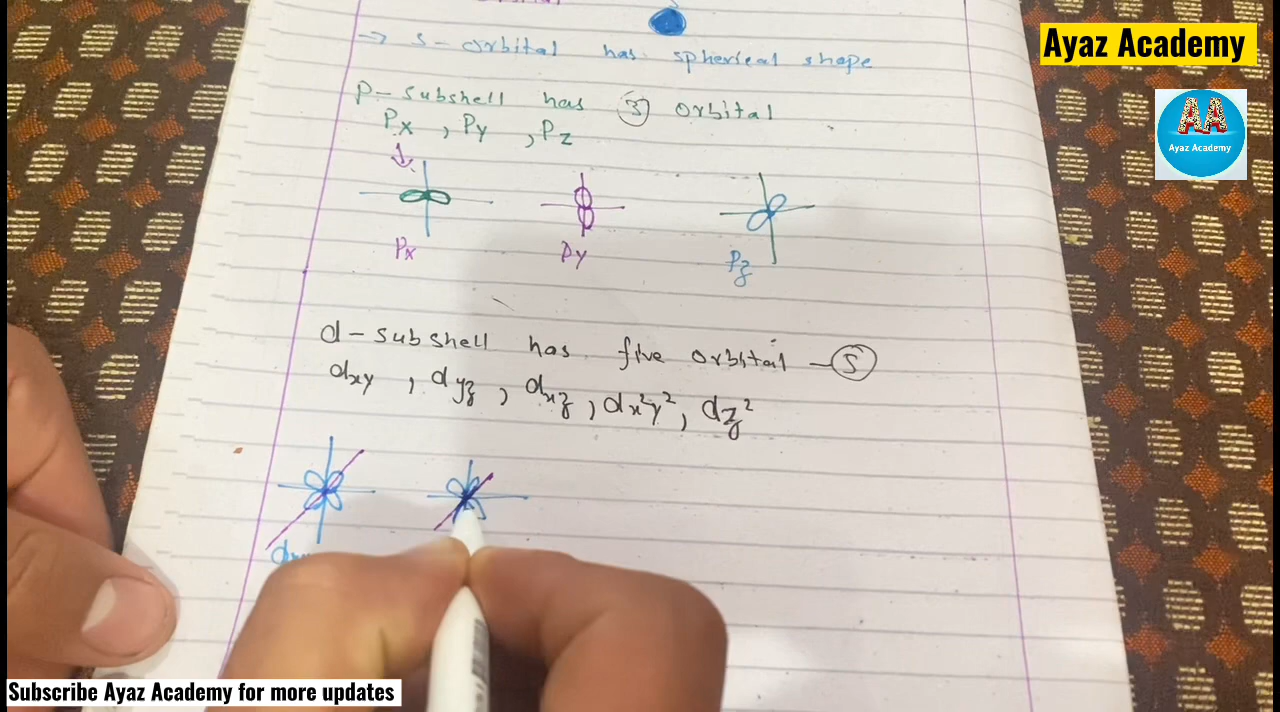 → s-orbital has spherical shape
P-subshell has 3 orbital
Px , Py , Pz
Px Py Pz
d-subshell has five orbital — 5
dxy , dyz , dxz , dx²y² , dz²
Ayaz Academy
AA
Ayaz Academy
Subscribe Ayaz Academy for more updates